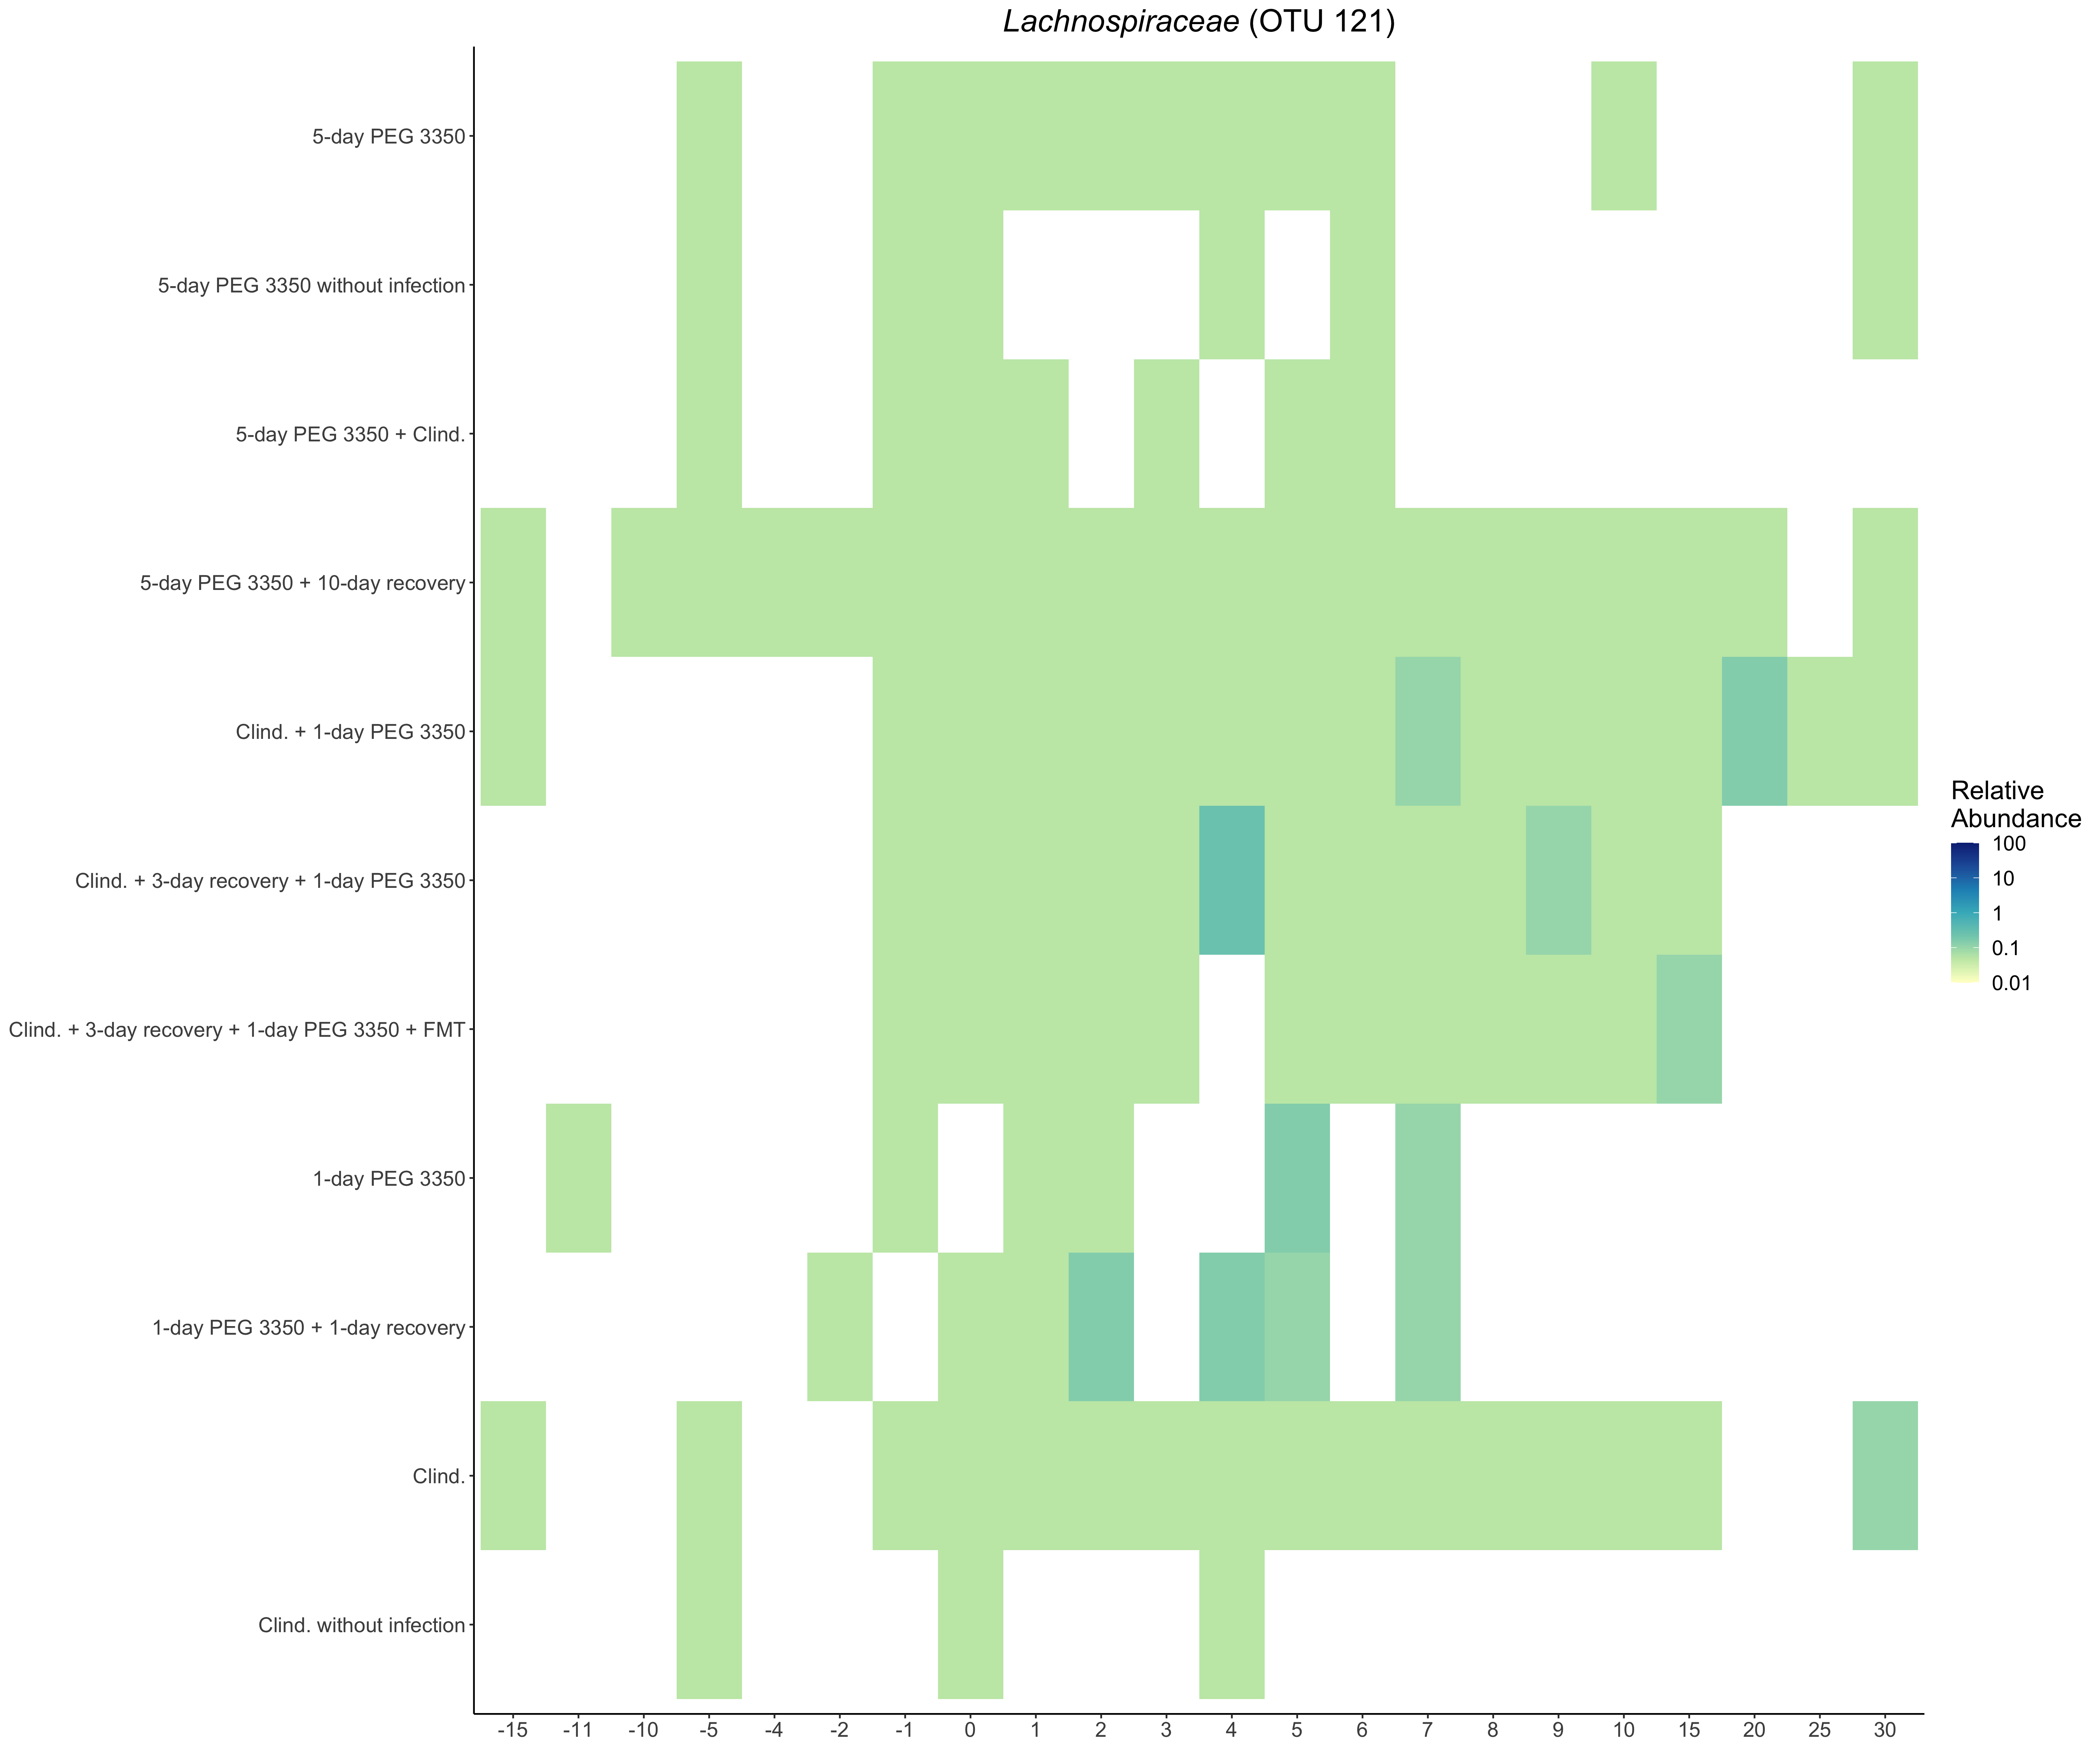 Lachnospiraceae (OTU 121)
5-day PEG 3350
5-day PEG 3350 without infection
5-day PEG 3350 + Clind.
5-day PEG 3350 + 10-day recovery
Clind. + 1-day PEG 3350
Clind. + 3-day recovery + 1-day PEG 3350
Clind. + 3-day recovery + 1-day PEG 3350 + FMT
1-day PEG 3350
1-day PEG 3350 + 1-day recovery
Clind.
Clind. without infection
-15 -11 -10 -5 -4 -2 -1 0 1 2 3 4 5 6 7 8 9 10 15 20 25 30
Relative
Abundance
100
10
1
0.1
0.01